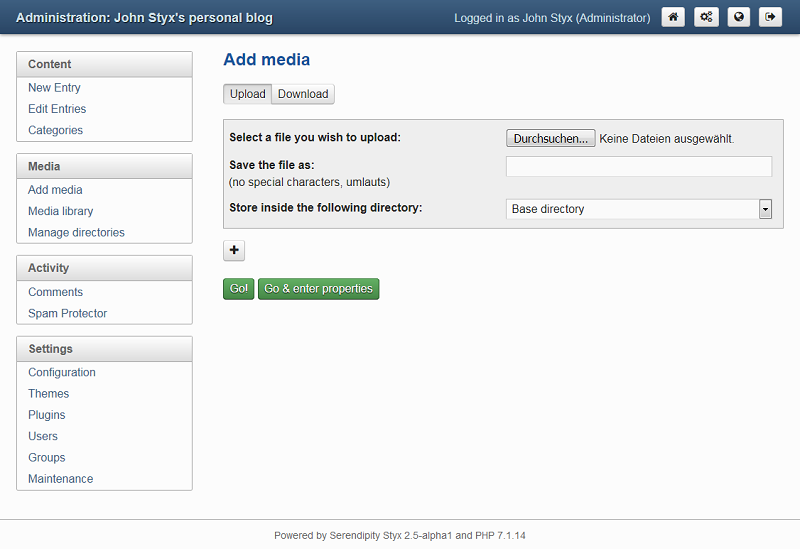 Administration: John Styx's personal blog
Logged in as John Styx (Administrator)
Content
New Entry
Edit Entries
Categories
Media
Add media
Media library
Manage directories
Activity
Comments
Spam Protector
Settings
Configuration
Themes
Plugins
Users
Groups
Maintenance
Add media
Upload
Download
Select a file you wish to upload:
Durchsuchen... Keine Dateien ausgewählt.
Save the file as:
(no special characters, umlauts)
Store inside the following directory:
Base directory
+
Go!
Go & enter properties
Powered by Serendipity Styx 2.5-alpha1 and PHP 7.1.14